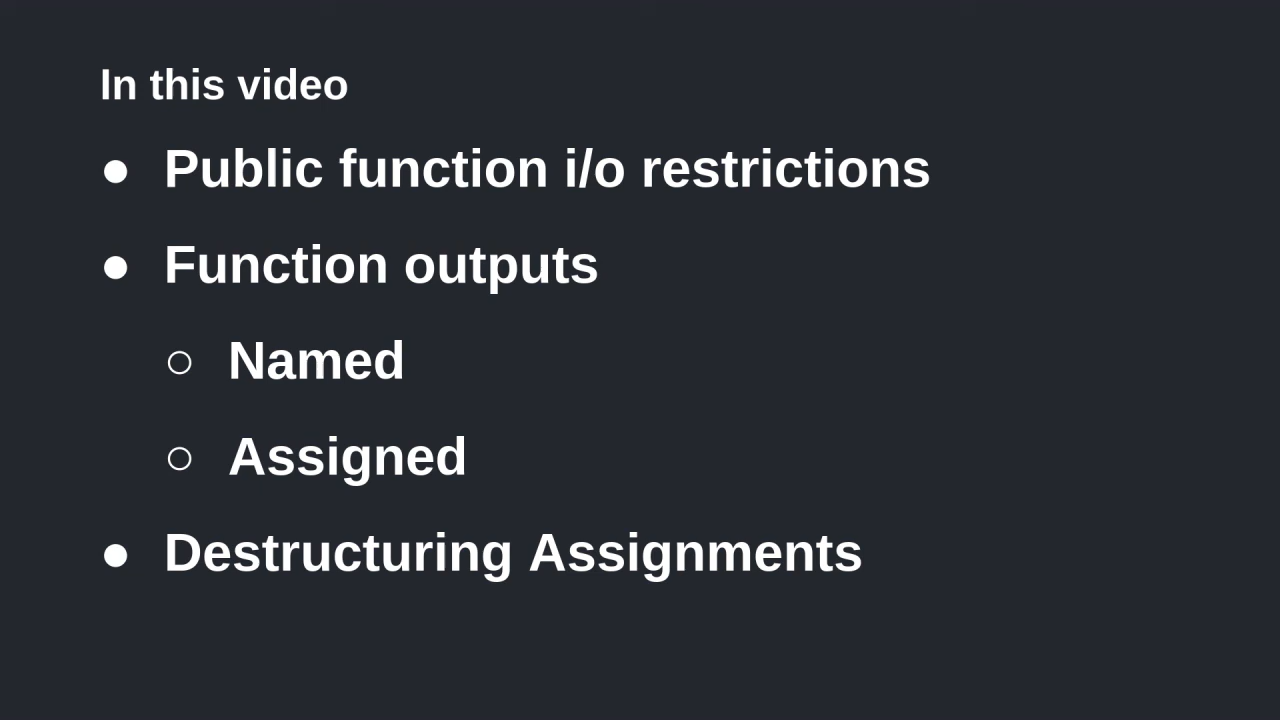 In this video
● Public function i/o restrictions
● Function outputs
○ Named
○ Assigned
● Destructuring Assignments